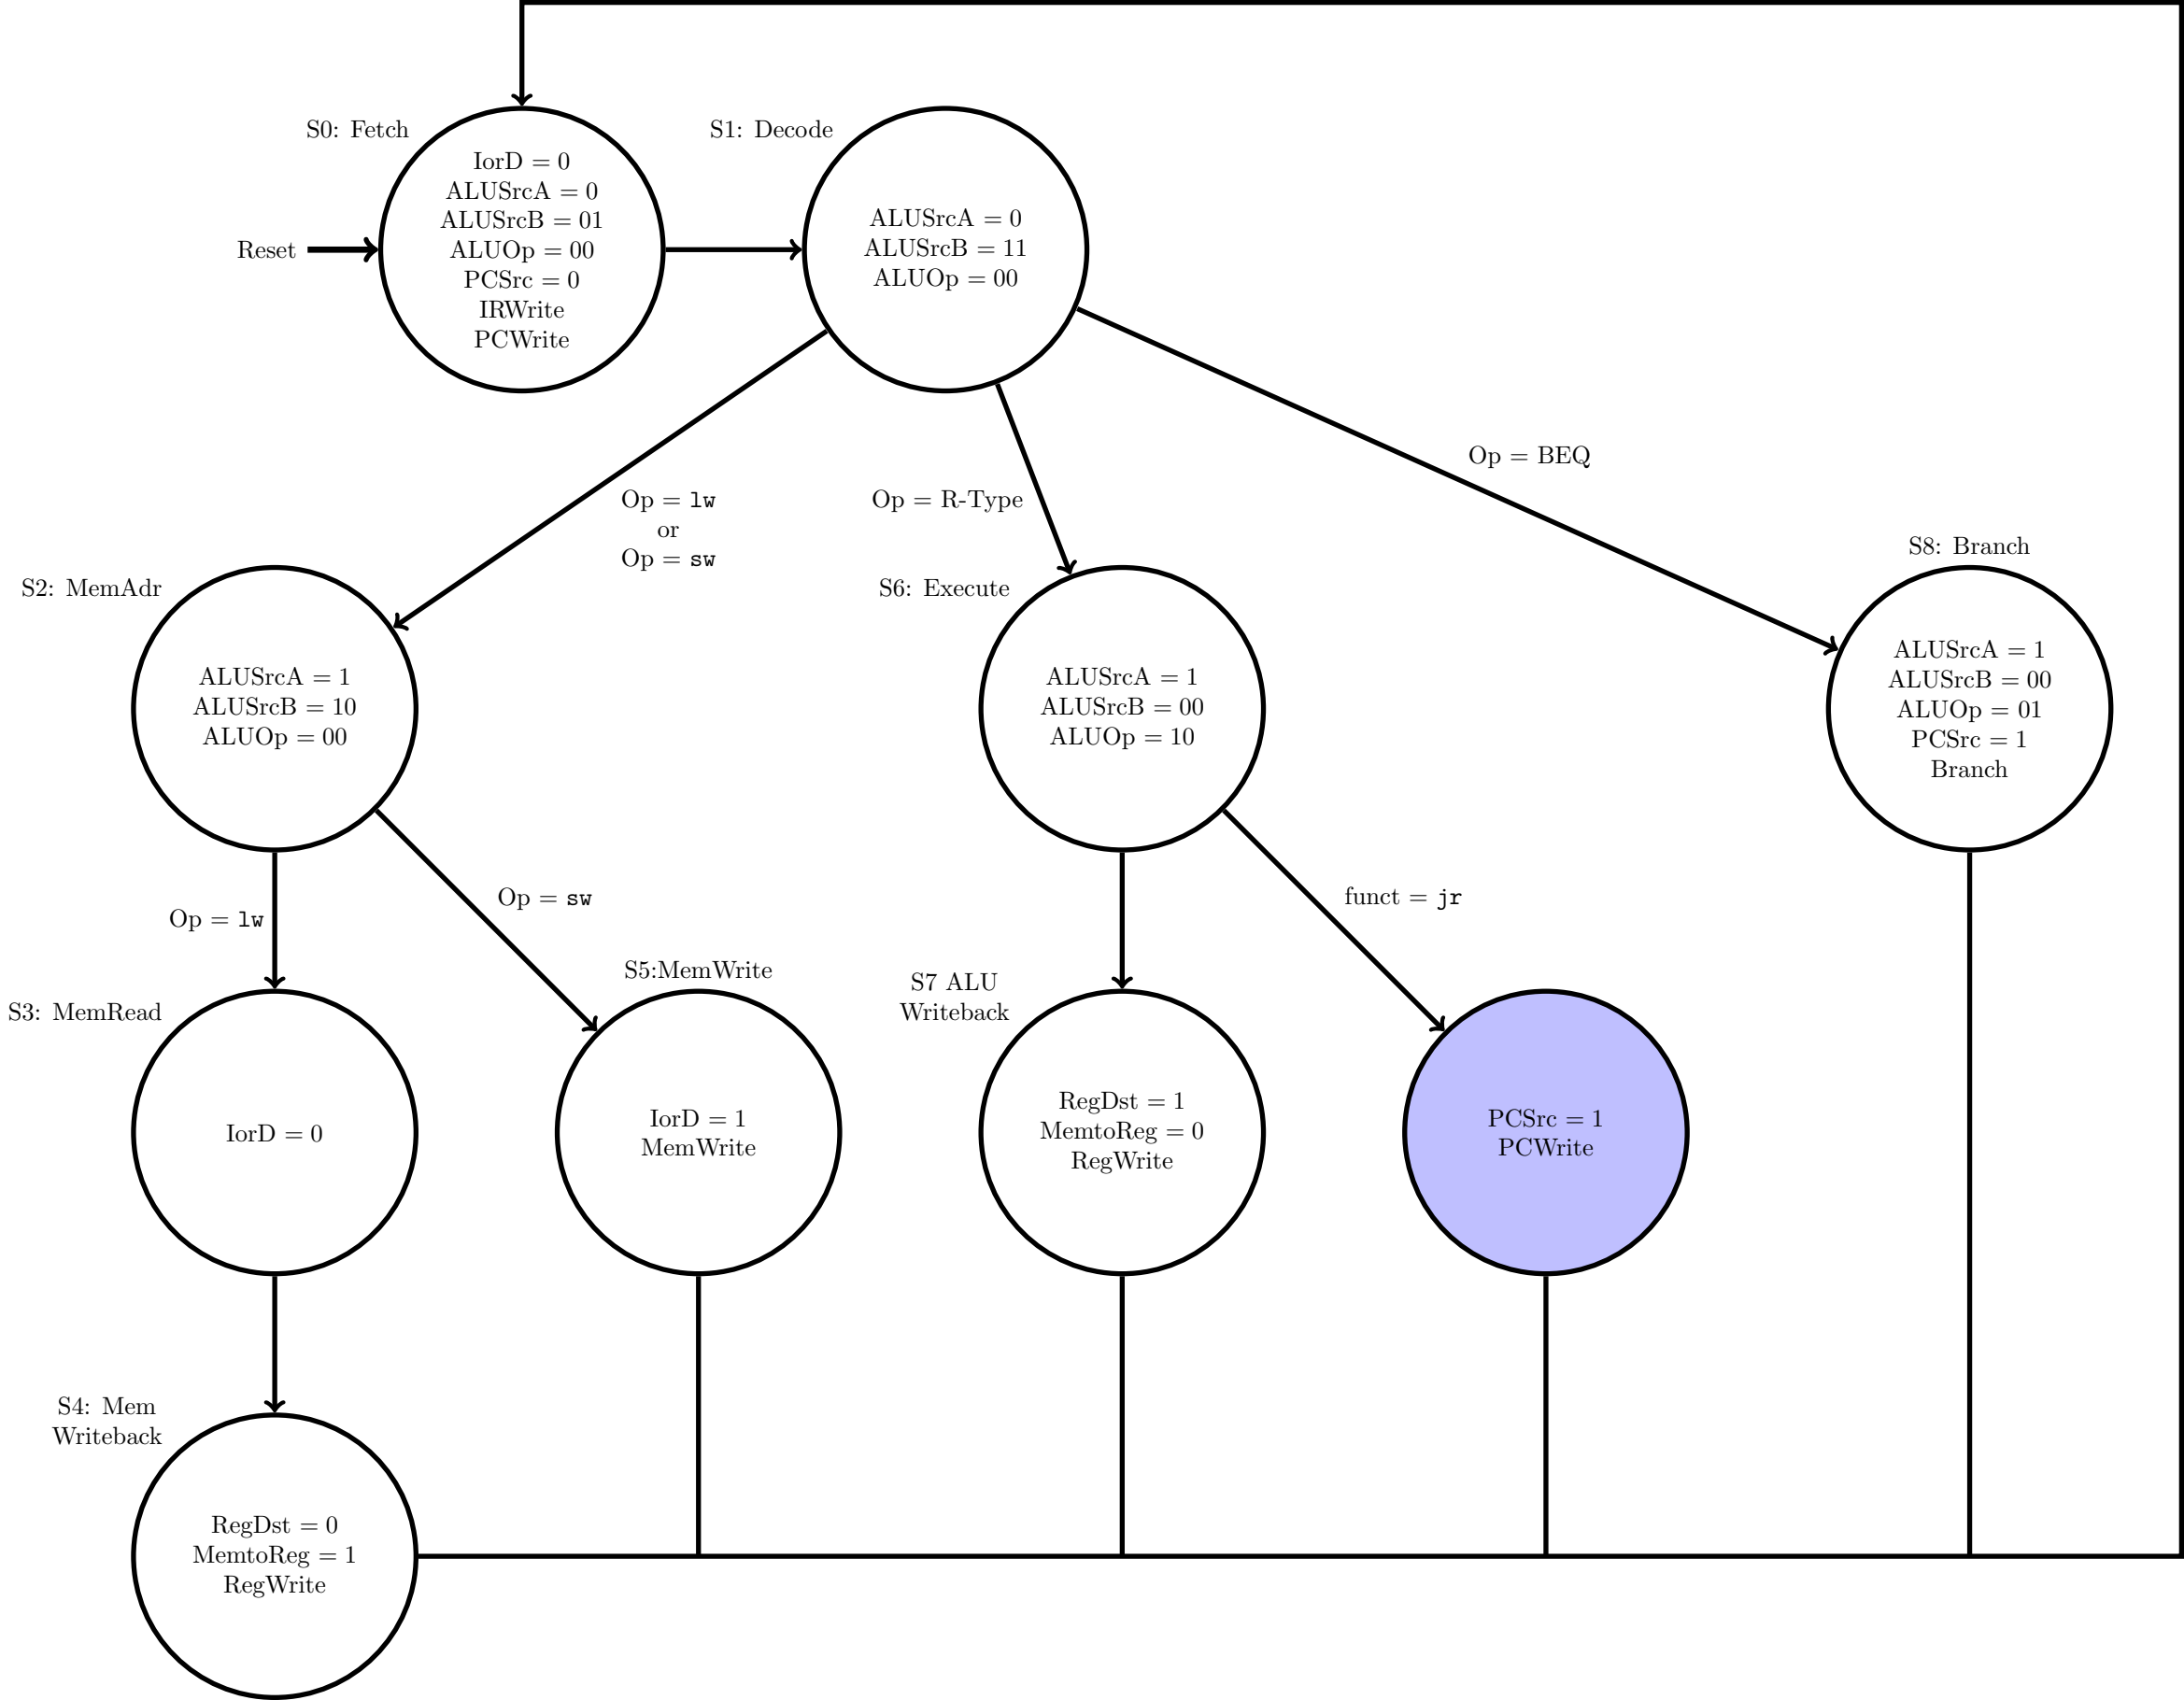 S0: Fetch
IorD = 0
ALUSrcA = 0
ALUSrcB = 01
ALUOp = 00
PCSrc = 0
IRWrite
PCWrite
Reset
S1: Decode
ALUSrcA = 0
ALUSrcB = 11
ALUOp = 00
Op = lw
or
Op = sw
Op = R-Type
Op = BEQ
S2: MemAdr
ALUSrcA = 1
ALUSrcB = 10
ALUOp = 00
S6: Execute
ALUSrcA = 1
ALUSrcB = 00
ALUOp = 10
S8: Branch
ALUSrcA = 1
ALUSrcB = 00
ALUOp = 01
PCSrc = 1
Branch
Op = lw
Op = sw
funct = jr
S3: MemRead
IorD = 0
S5:MemWrite
IorD = 1
MemWrite
S7 ALU
Writeback
RegDst = 1
MemtoReg = 0
RegWrite
PCSrc = 1
PCWrite
S4: Mem
Writeback
RegDst = 0
MemtoReg = 1
RegWrite